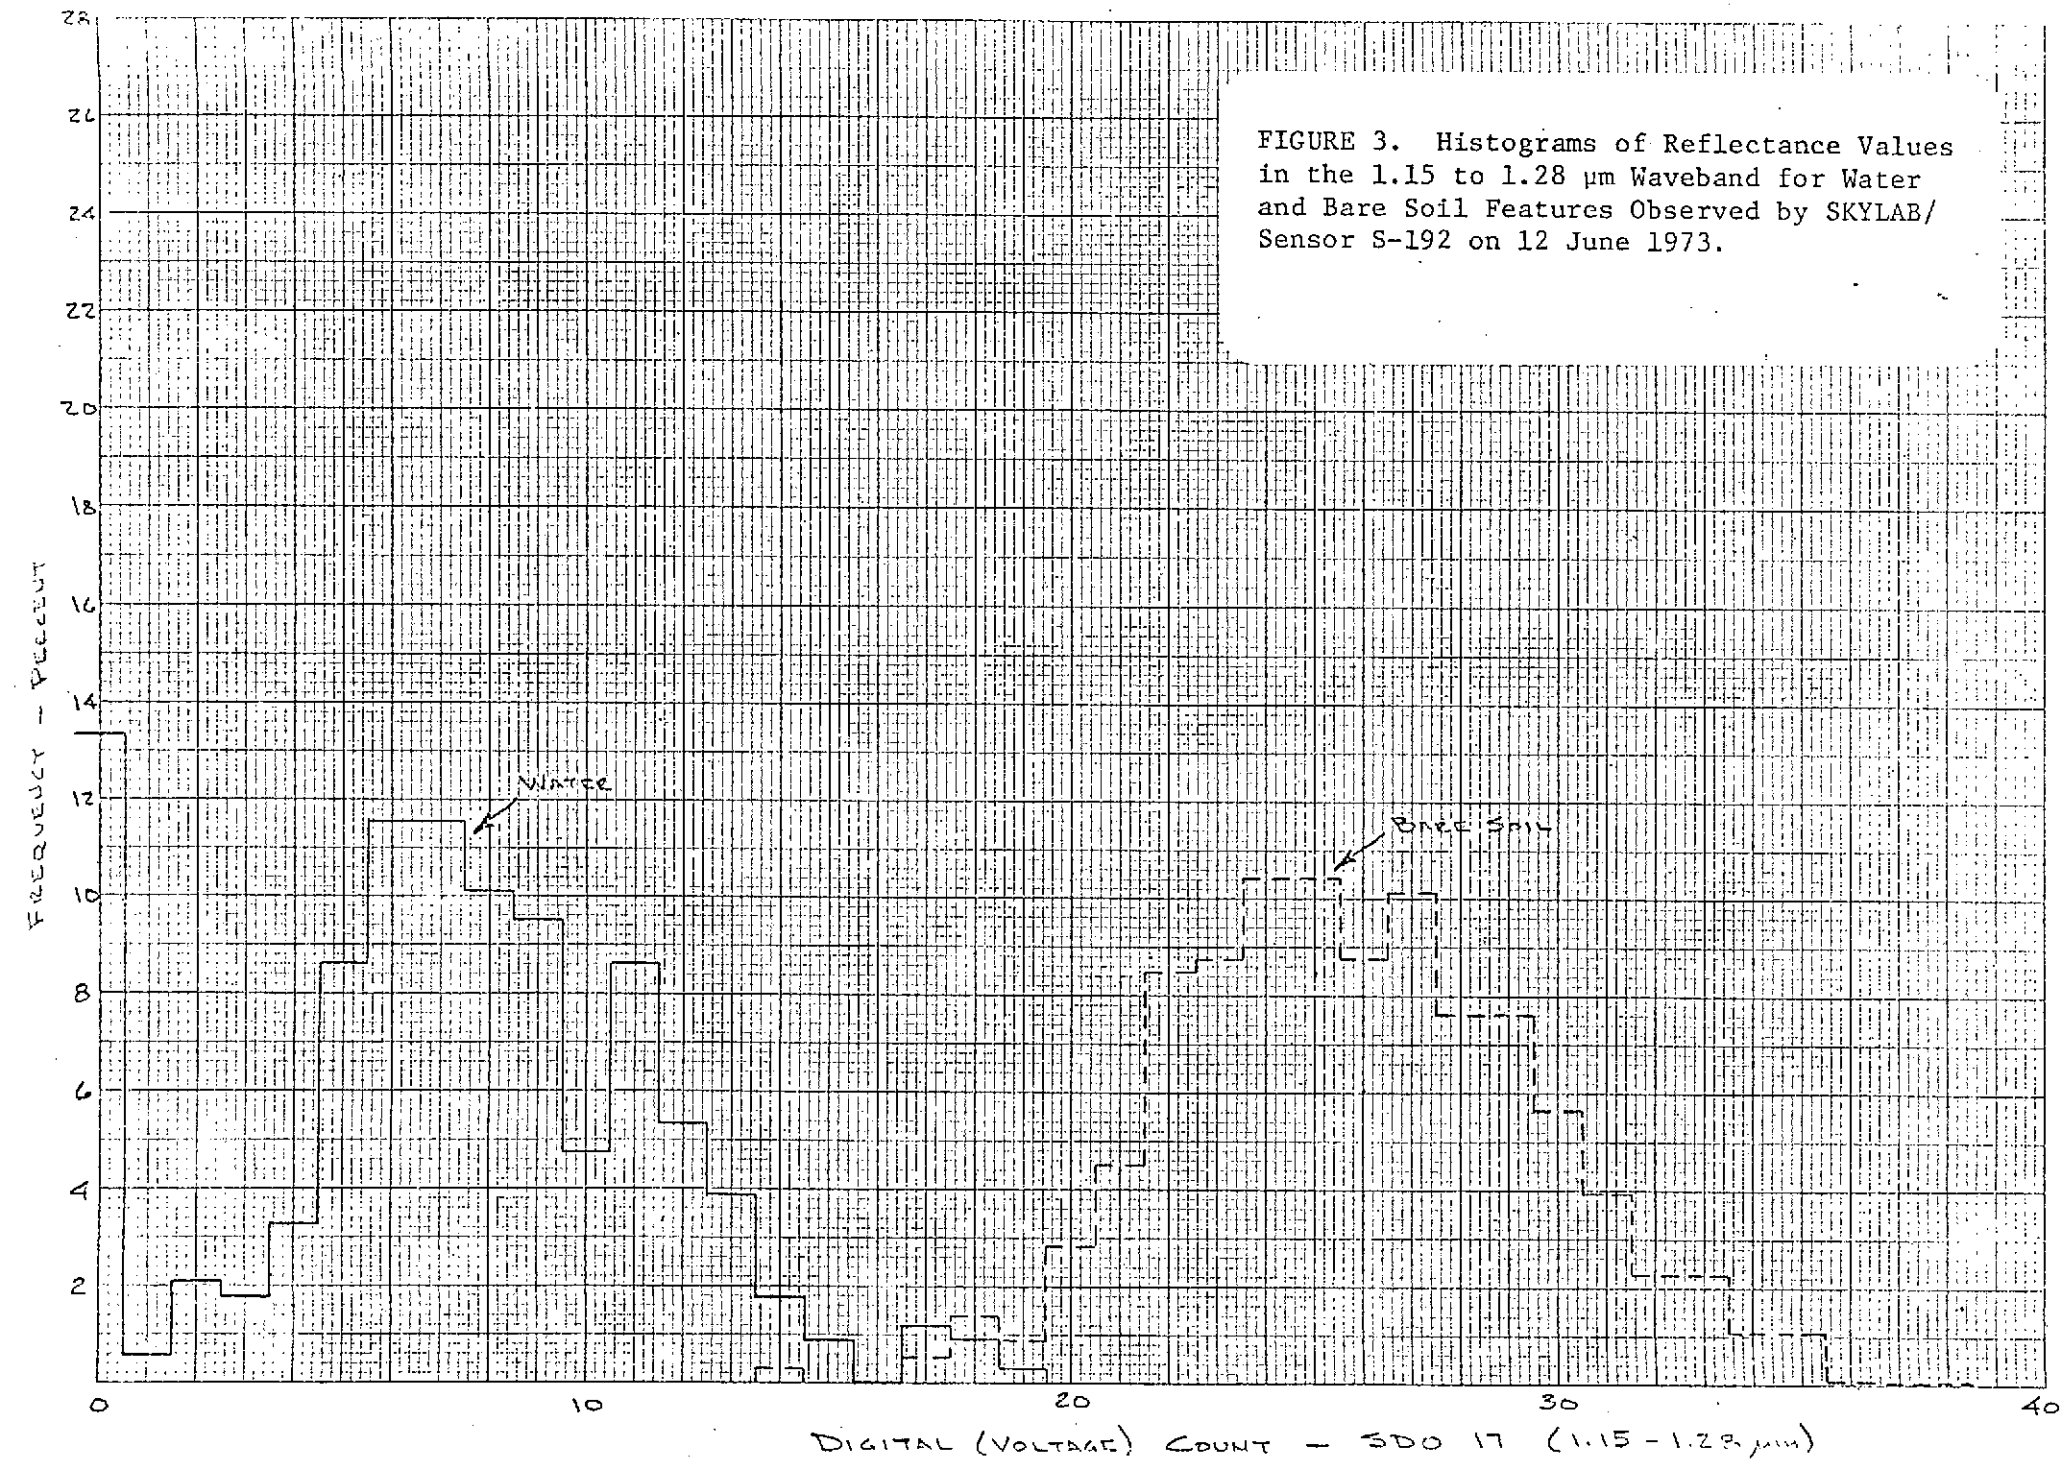 28
26
24
22
20
18
16
14
12
10
8
6
4
2
FREQUENCY - PERCENT
FIGURE 3. Histograms of Reflectance Values
in the 1.15 to 1.28 μm Waveband for Water
and Bare Soil Features Observed by SKYLAB/
Sensor S-192 on 12 June 1973.
WATER
BARE SOIL
0 10 20 30 40
DIGITAL (VOLTAGE) COUNT - SDO 17 (1.15-1.28 μm)